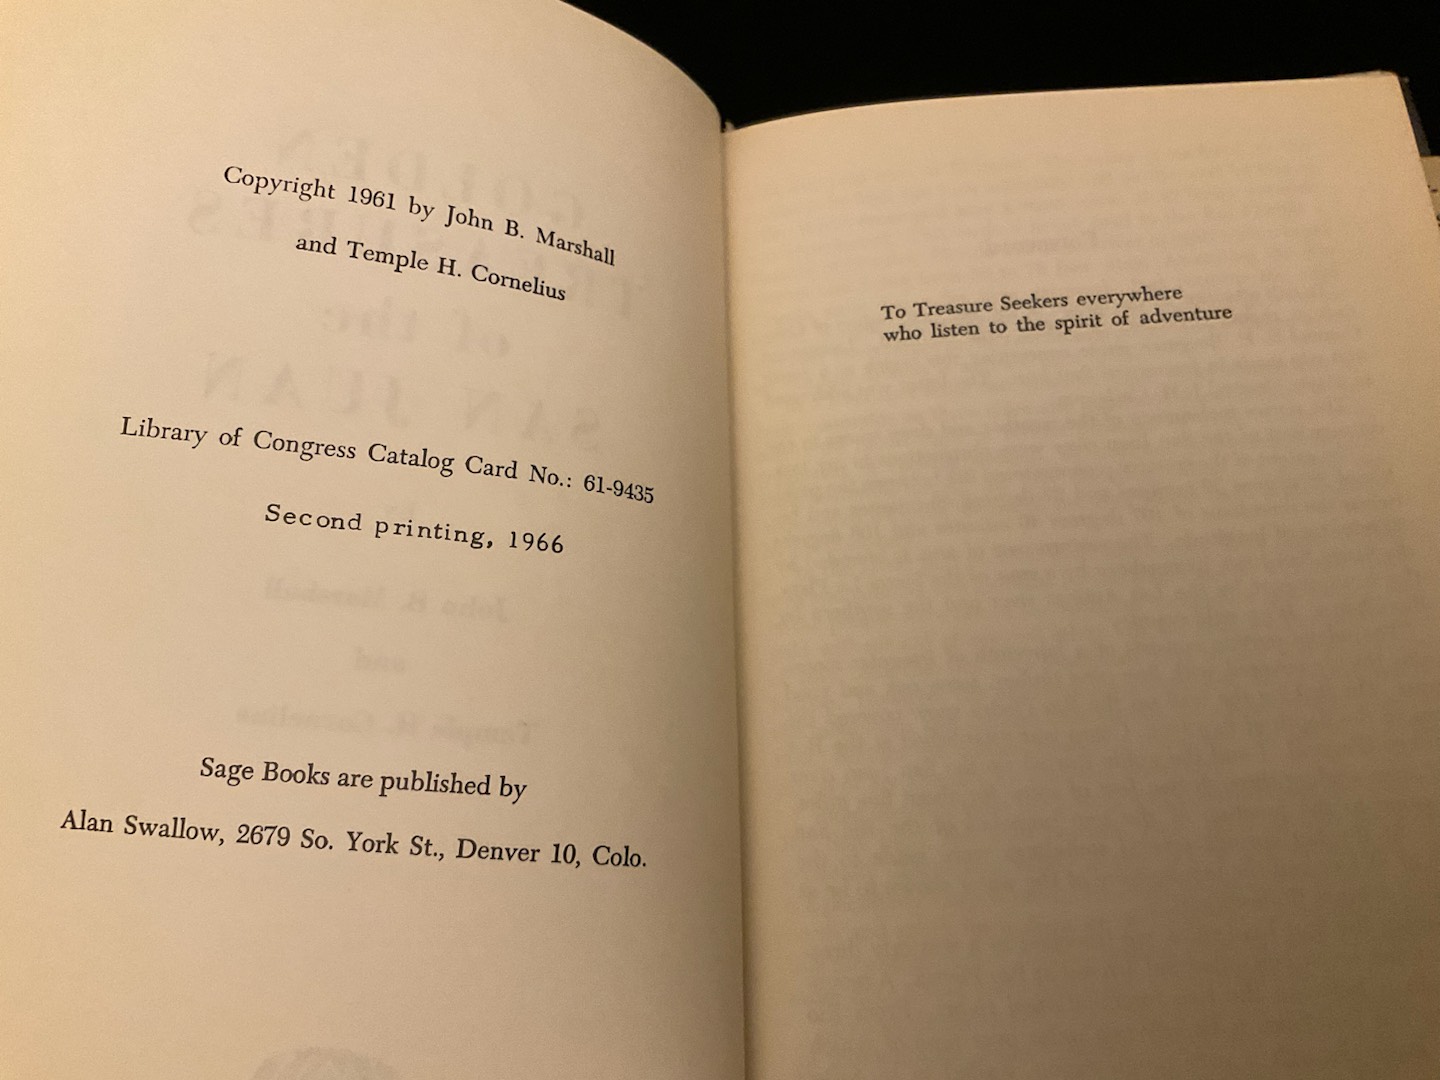 Copyright 1961 by John B. Marshall
and Temple H. Cornelius
Library of Congress Catalog Card No.: 61-9435
Second printing, 1966
Sage Books are published by
Alan Swallow, 2679 So. York St., Denver 10, Colo.
To Treasure Seekers everywhere
who listen to the spirit of adventure